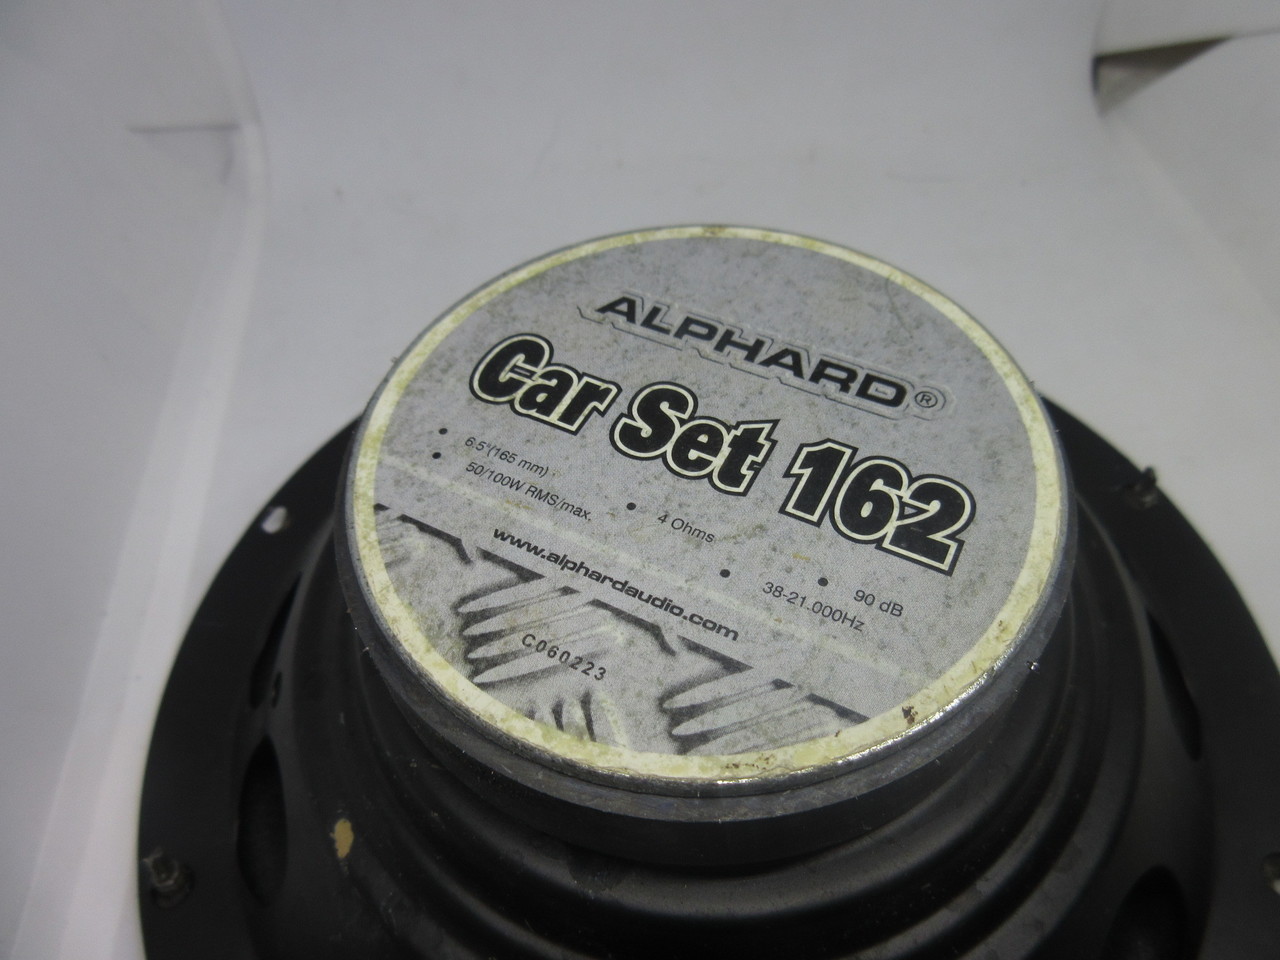 ALPHARD®
Car Set 162
• 6.5"(165 mm)
• 50/100W RMS/max.
• 4 Ohms
• 38-21.000Hz
• 90 dB
www.alphardaudio.com
C060223